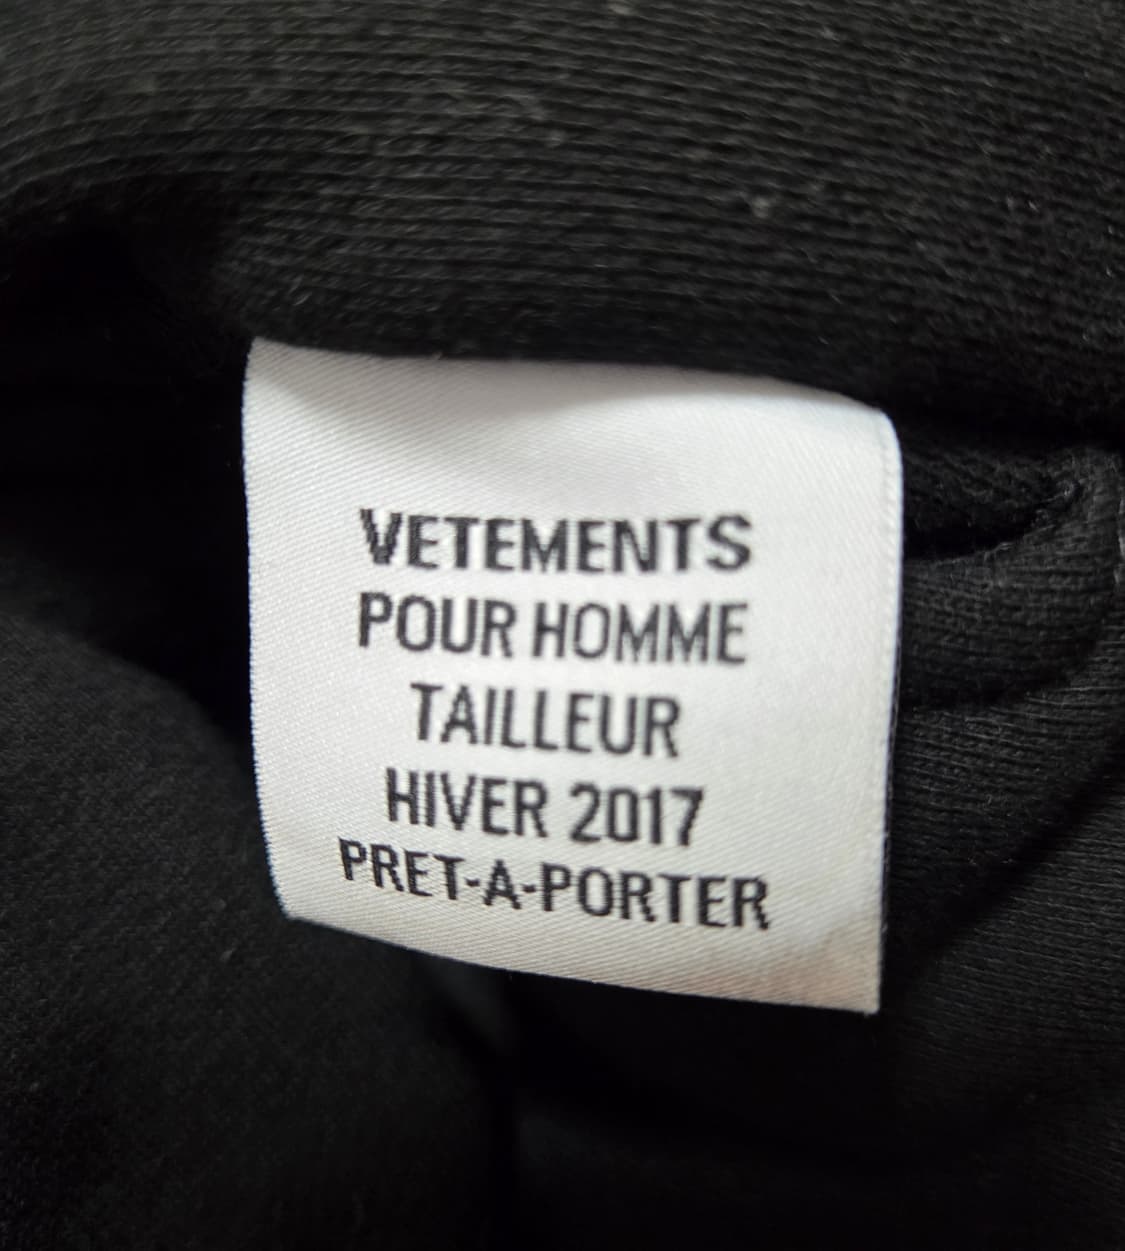 VETEMENTS
POUR HOMME
TAILLEUR
HIVER 2017
PRET-A-PORTER